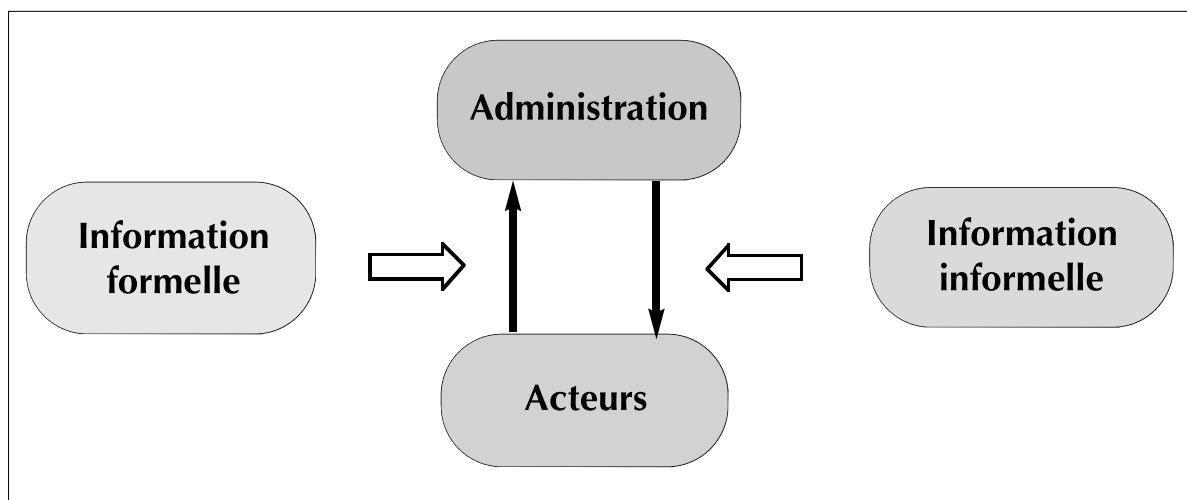 Administration
Information
formelle
Information
informelle
Acteurs